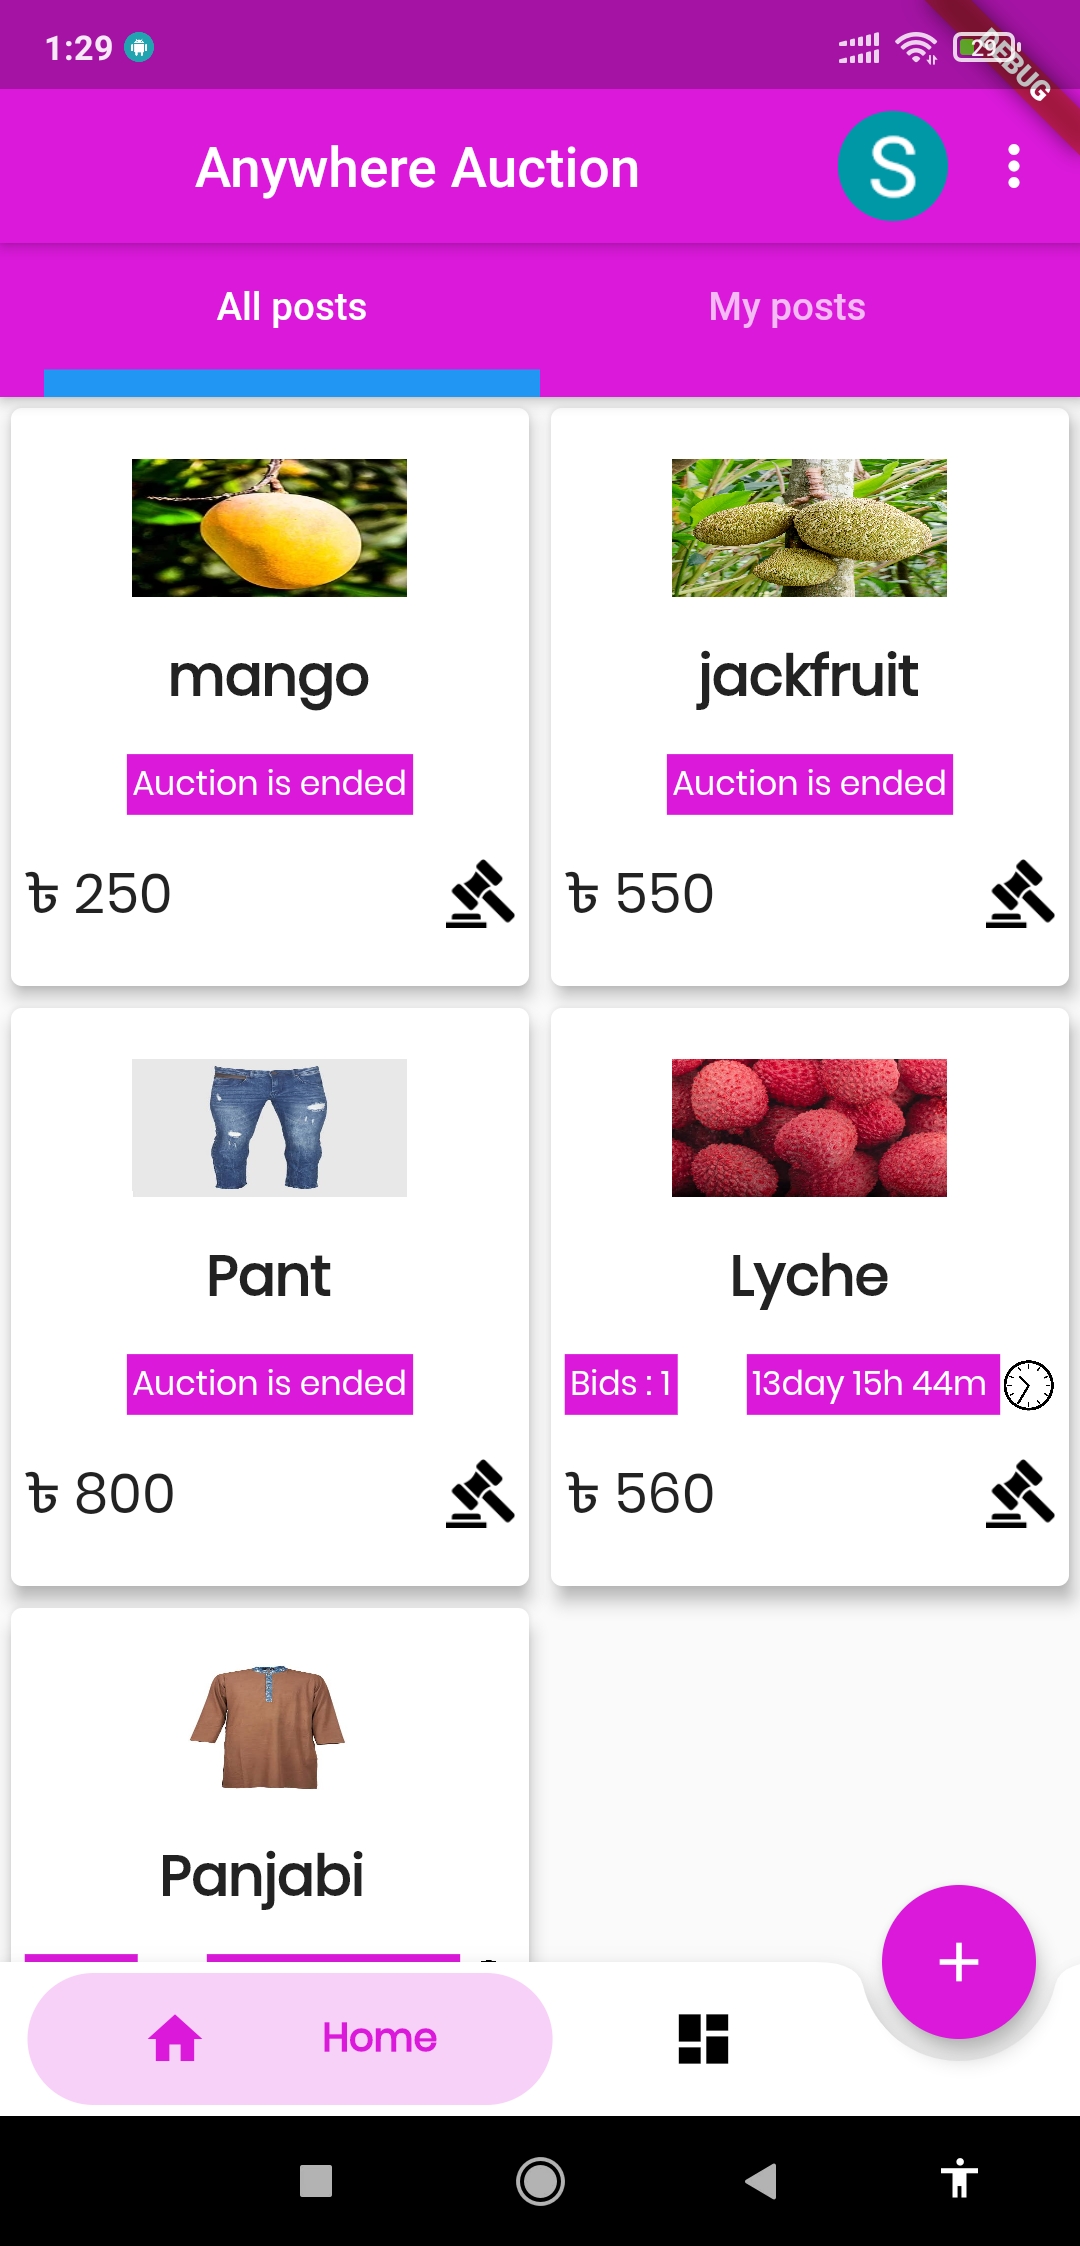 1:29
29
DEBUG
Anywhere Auction
S
All posts
My posts
mango
jackfruit
Auction is ended
Auction is ended
৳ 250
৳ 550
Pant
Lyche
Auction is ended
Bids : 1
13day 15h 44m
৳ 800
৳ 560
Panjabi
Home